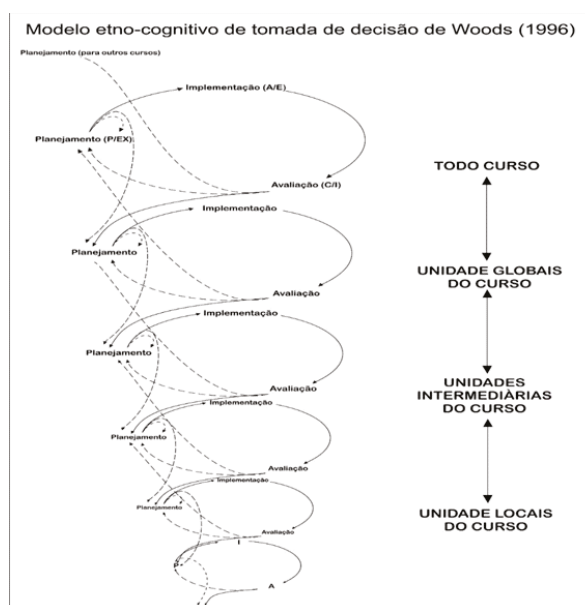 Modelo etno-cognitivo de tomada de decisão de Woods (1996)
Planejamento (para outros cursos)
Implementação (A/E)
Planejamento (P/EX)
TODO CURSO
Avaliação (C/I)
Implementação
Planejamento
UNIDADE GLOBAIS
DO CURSO
Avaliação
Implementação
Planejamento
UNIDADES
INTERMEDIÀRIAS
DO CURSO
Avaliação
Implementação
Planejamento
Avaliação
Implementação
Planejamento
UNIDADE LOCAIS
DO CURSO
Avaliação
I
P
A